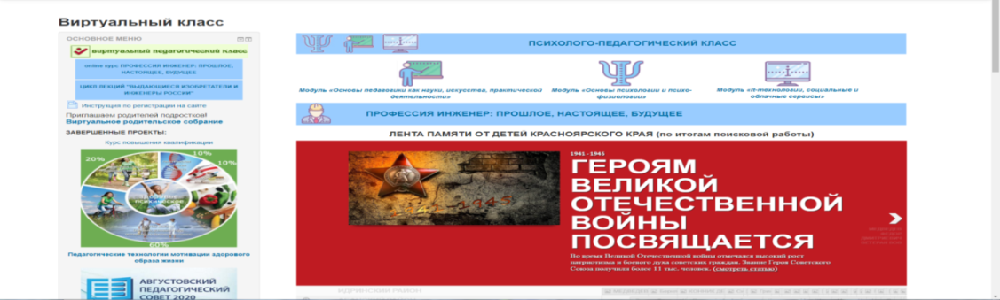 Виртуальный класс
ОСНОВНОЕ МЕНЮ
виртуальный педагогический класс
online курс ПРОФЕССИЯ ИНЖЕНЕР: ПРОШЛОЕ,
НАСТОЯЩЕЕ, БУДУЩЕЕ
ЦИКЛ ЛЕКЦИЙ "ВЫДАЮЩИЕСЯ ИЗОБРЕТАТЕЛИ И
ИНЖЕНЕРЫ РОССИИ"
Инструкция по регистрации на сайте
Приглашаем родителей подростков!
Виртуальное родительское собрание
ЗАВЕРШЕННЫЕ ПРОЕКТЫ:
Курс повышения квалификации
20%
10%
10%
60%
Педагогические технологии мотивации здорового
образа жизни
АВГУСТОВСКИЙ
ПЕДАГОГИЧЕСКИЙ
СОВЕТ 2020
ПСИХОЛОГО-ПЕДАГОГИЧЕСКИЙ КЛАСС
Модуль «Основы педагогики как науки, искусства, практической
деятельности»
Модуль «Основы психологии и психо-
физиологии»
Модуль «It-технологии, социальные и
облачные сервисы»
ПРОФЕССИЯ ИНЖЕНЕР: ПРОШЛОЕ, НАСТОЯЩЕЕ, БУДУЩЕЕ
ЛЕНТА ПАМЯТИ ОТ ДЕТЕЙ КРАСНОЯРСКОГО КРАЯ (по итогам поисковой работы)
1941-1945
1941-1945
ГЕРОЯМ
ВЕЛИКОЙ
ОТЕЧЕСТВЕННОЙ
ВОЙНЫ
ПОСВЯЩАЕТСЯ
Во время Великой Отечественной войны отмечался высокий рост
патриотизма и боевого духа советских граждан. Звание Героя Советского
Союза получили более 11 тыс. человек. (смотреть статью)
ИДРИНСКИЙ РАЙОН